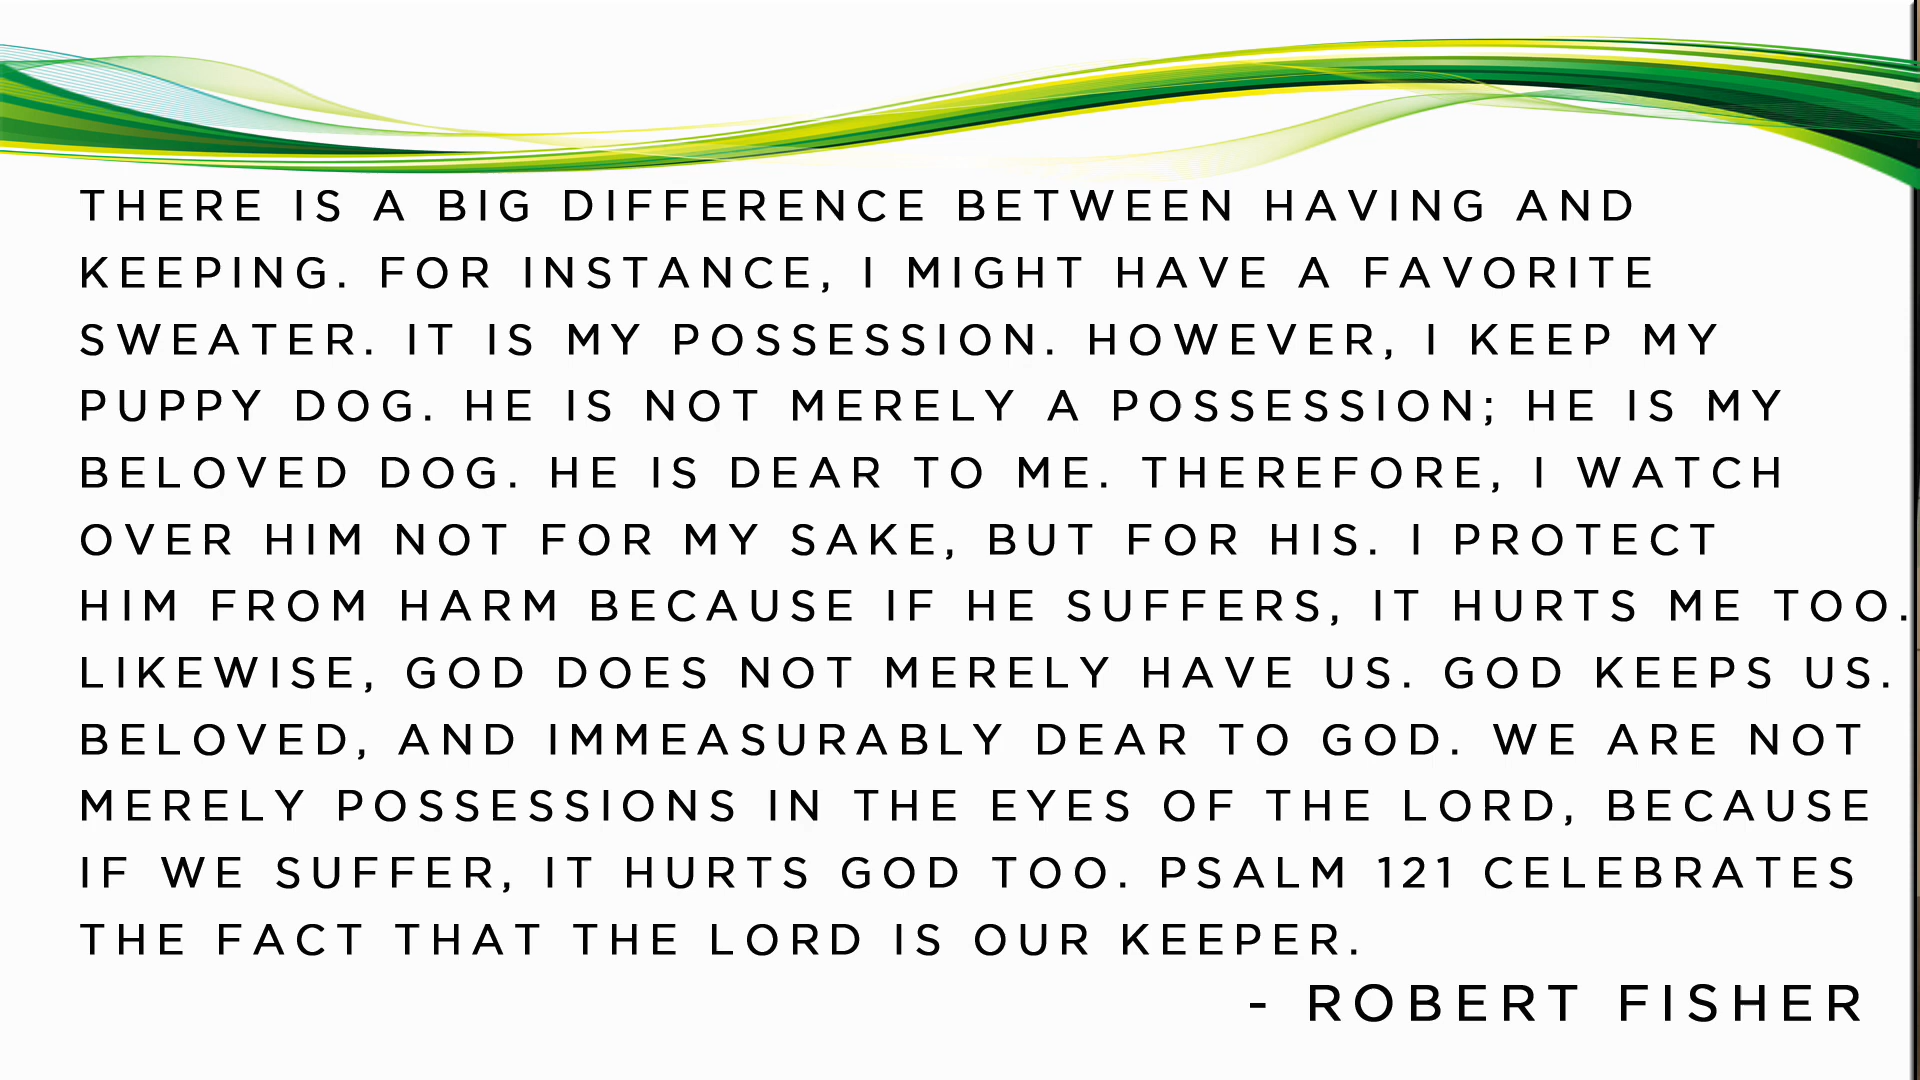 THERE IS A BIG DIFFERENCE BETWEEN HAVING AND
KEEPING. FOR INSTANCE, I MIGHT HAVE A FAVORITE
SWEATER. IT IS MY POSSESSION. HOWEVER, I KEEP MY
PUPPY DOG. HE IS NOT MERELY A POSSESSION; HE IS MY
BELOVED DOG. HE IS DEAR TO ME. THEREFORE, I WATCH
OVER HIM NOT FOR MY SAKE, BUT FOR HIS. I PROTECT
HIM FROM HARM BECAUSE IF HE SUFFERS, IT HURTS ME TOO.
LIKEWISE, GOD DOES NOT MERELY HAVE US. GOD KEEPS US.
BELOVED, AND IMMEASURABLY DEAR TO GOD. WE ARE NOT
MERELY POSSESSIONS IN THE EYES OF THE LORD, BECAUSE
IF WE SUFFER, IT HURTS GOD TOO. PSALM 121 CELEBRATES
THE FACT THAT THE LORD IS OUR KEEPER.
- ROBERT FISHER